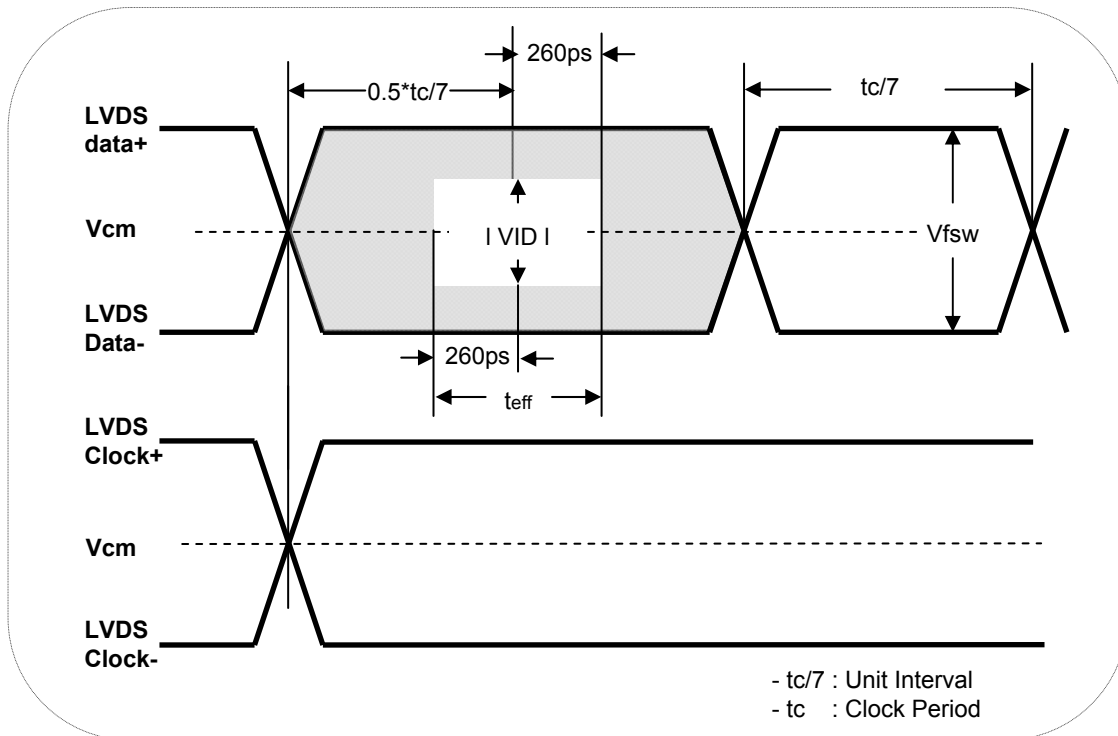 260ps
0.5*tc/7
tc/7
LVDS
data+
Vcm
I VID I
Vfsw
LVDS
Data-
260ps
teff
LVDS
Clock+
Vcm
LVDS
Clock-
- tc/7 : Unit Interval
- tc : Clock Period